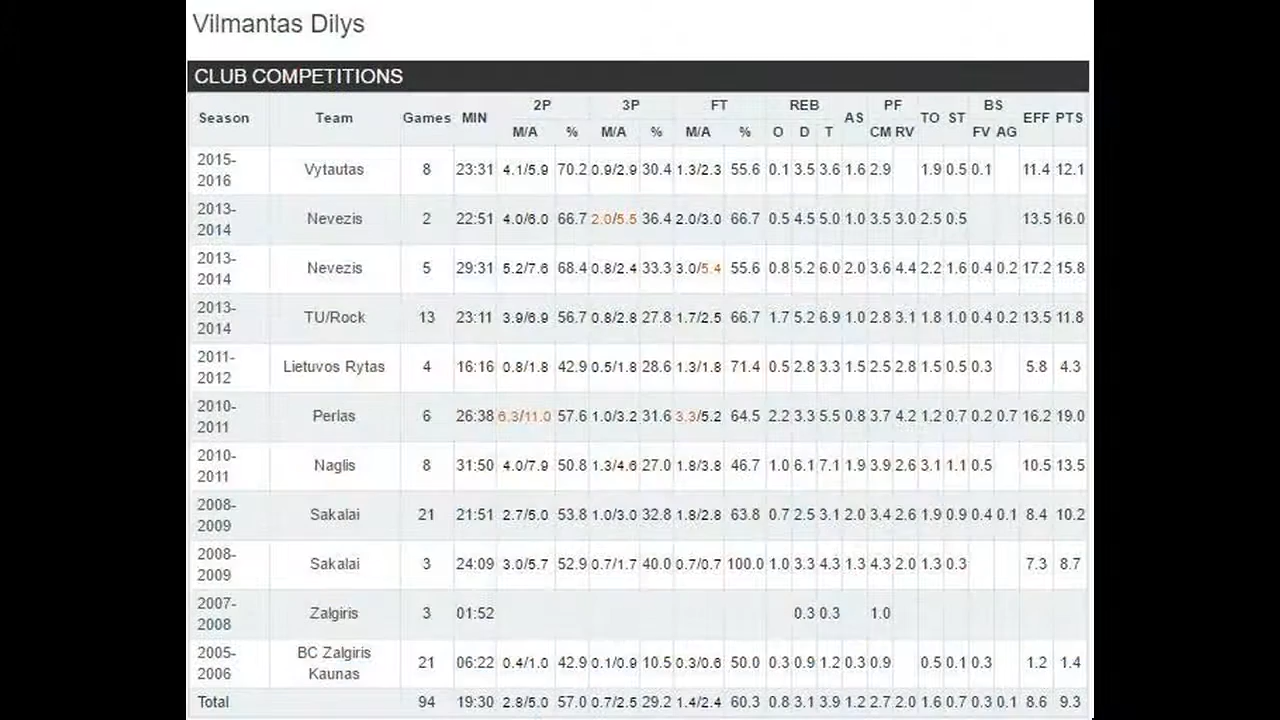 Vilmantas Dilys
CLUB COMPETITIONS
Season Team Games MIN 2P 3P FT REB AS PF TO ST BS EFF PTS
M/A % M/A % M/A % O D T CM RV FV AG
2015-2016 Vytautas 8 23:31 4.1/5.9 70.2 0.9/2.9 30.4 1.3/2.3 55.6 0.1 3.5 3.6 1.6 2.9 1.9 0.5 0.1 11.4 12.1
2013-2014 Nevezis 2 22:51 4.0/6.0 66.7 2.0/5.5 36.4 2.0/3.0 66.7 0.5 4.5 5.0 1.0 3.5 3.0 2.5 0.5 13.5 16.0
2013-2014 Nevezis 5 29:31 5.2/7.6 68.4 0.8/2.4 33.3 3.0/5.4 55.6 0.8 5.2 6.0 2.0 3.6 4.4 2.2 1.6 0.4 0.2 17.2 15.8
2013-2014 TU/Rock 13 23:11 3.9/6.9 56.7 0.8/2.8 27.8 1.7/2.5 66.7 1.7 5.2 6.9 1.0 2.8 3.1 1.8 1.0 0.4 0.2 13.5 11.8
2011-2012 Lietuvos Rytas 4 16:16 0.8/1.8 42.9 0.5/1.8 28.6 1.3/1.8 71.4 0.5 2.8 3.3 1.5 2.5 2.8 1.5 0.5 0.3 5.8 4.3
2010-2011 Perlas 6 26:38 6.3/11.0 57.6 1.0/3.2 31.6 3.3/5.2 64.5 2.2 3.3 5.5 0.8 3.7 4.2 1.2 0.7 0.2 0.7 16.2 19.0
2010-2011 Naglis 8 31:50 4.0/7.9 50.8 1.3/4.6 27.0 1.8/3.8 46.7 1.0 6.1 7.1 1.9 3.9 2.6 3.1 1.1 0.5 10.5 13.5
2008-2009 Sakalai 21 21:51 2.7/5.0 53.8 1.0/3.0 32.8 1.8/2.8 63.8 0.7 2.5 3.1 2.0 3.4 2.6 1.9 0.9 0.4 0.1 8.4 10.2
2008-2009 Sakalai 3 24:09 3.0/5.7 52.9 0.7/1.7 40.0 0.7/0.7 100.0 1.0 3.3 4.3 1.3 4.3 2.0 1.3 0.3 7.3 8.7
2007-2008 Zalgiris 3 01:52 0.3 0.3 1.0
2005-2006 BC Zalgiris Kaunas 21 06:22 0.4/1.0 42.9 0.1/0.9 10.5 0.3/0.6 50.0 0.3 0.9 1.2 0.3 0.9 0.5 0.1 0.3 1.2 1.4
Total 94 19:30 2.8/5.0 57.0 0.7/2.5 29.2 1.4/2.4 60.3 0.8 3.1 3.9 1.2 2.7 2.0 1.6 0.7 0.3 0.1 8.6 9.3